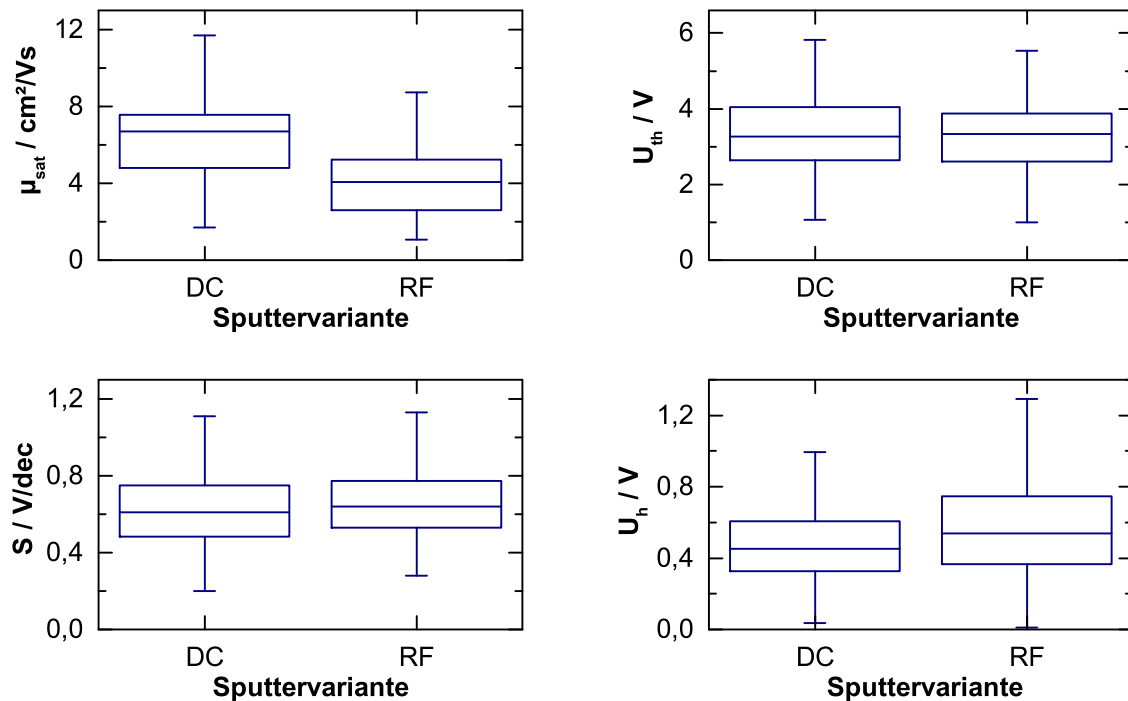 12
8
4
0
µsat / cm²/Vs
DC
RF
Sputtervariante
6
4
2
0
Uth / V
DC
RF
Sputtervariante
1,2
0,8
0,4
0,0
S / V/dec
DC
RF
Sputtervariante
1,2
0,8
0,4
0,0
Uh / V
DC
RF
Sputtervariante